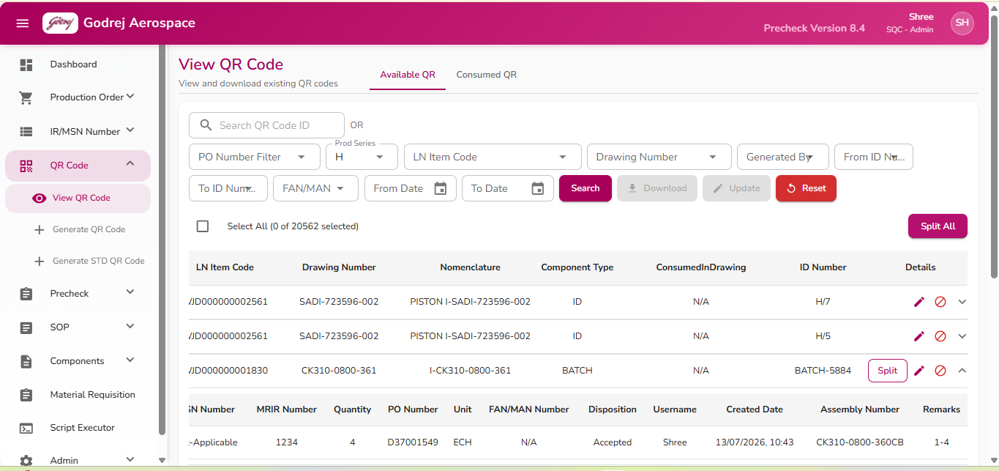 Godrej
Godrej Aerospace
Precheck Version 8.4
Shree
SQC - Admin
SH
Dashboard
Production Order
IR/MSN Number
QR Code
View QR Code
Generate QR Code
Generate STD QR Code
Precheck
SOP
Components
Material Requisition
Script Executor
Admin
View QR Code
View and download existing QR codes
Available QR
Consumed QR
Search QR Code ID
OR
PO Number Filter
Prod Series
H
LN Item Code
Drawing Number
Generated By
From ID Nu...
To ID Num...
FAN/MAN
From Date
To Date
Search
Download
Update
Reset
Select All (0 of 20562 selected)
Split All
LN Item Code Drawing Number Nomenclature Component Type ConsumedInDrawing ID Number Details
/JD000000002561 SADI-723596-002 PISTON I-SADI-723596-002 ID N/A H/7
/JD000000002561 SADI-723596-002 PISTON I-SADI-723596-002 ID N/A H/5
/JD000000001830 CK310-0800-361 I-CK310-0800-361 BATCH N/A BATCH-5884 Split
SN Number MRIR Number Quantity PO Number Unit FAN/MAN Number Disposition Username Created Date Assembly Number Remarks
-Applicable 1234 4 D37001549 ECH N/A Accepted Shree 13/07/2026, 10:43 CK310-0800-360CB 1-4